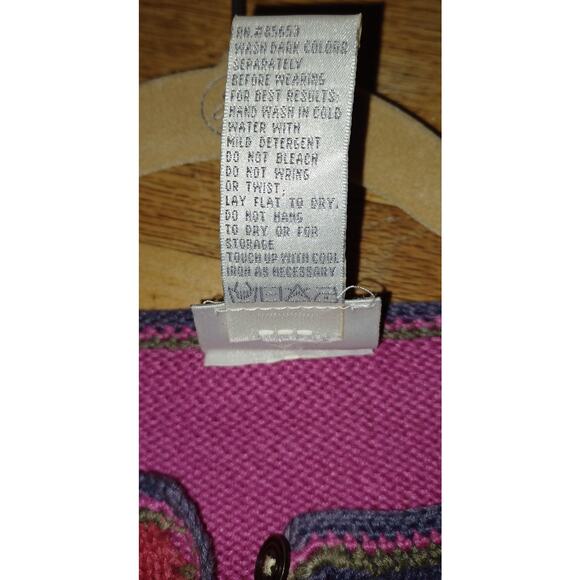 RN.#85653
WASH DARK COLORS
SEPARATELY
BEFORE WEARING
FOR BEST RESULTS:
HAND WASH IN COLD
WATER WITH
MILD DETERGENT
DO NOT BLEACH
DO NOT WRING
OR TWIST;
LAY FLAT TO DRY.
DO NOT HANG
TO DRY OR FOR
STORAGE
TOUCH UP WITH COOL
IRON AS NECESSARY